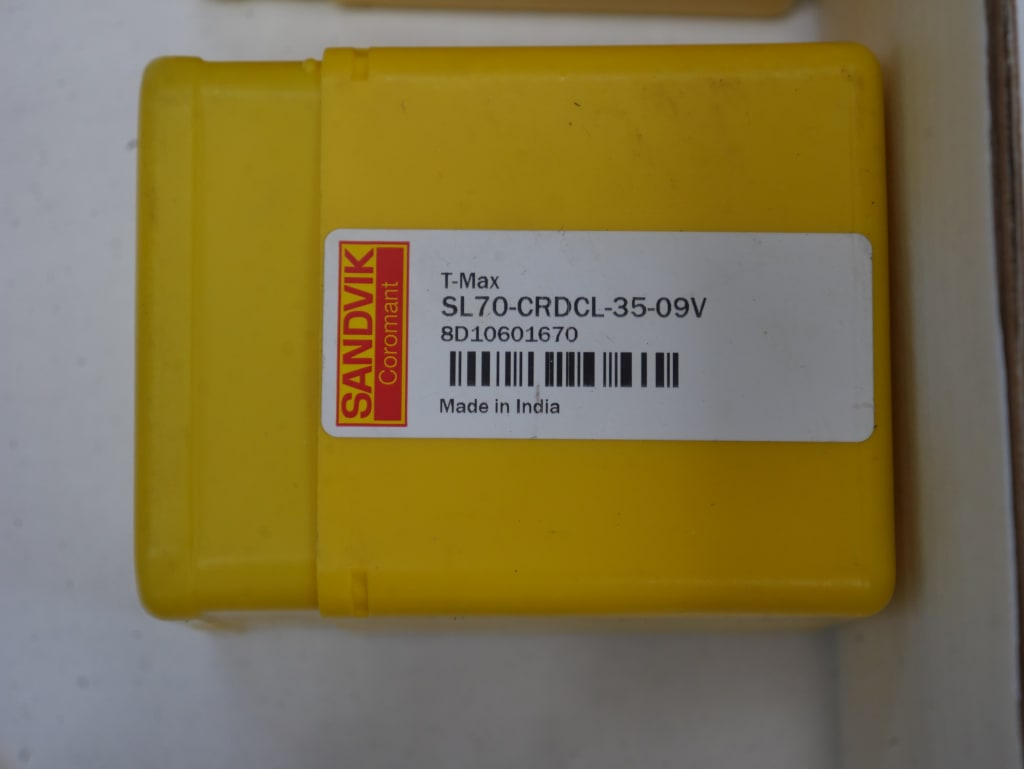 SANDVIK
Coromant
T-Max
SL70-CRDCL-35-09V
8D10601670
Made in India